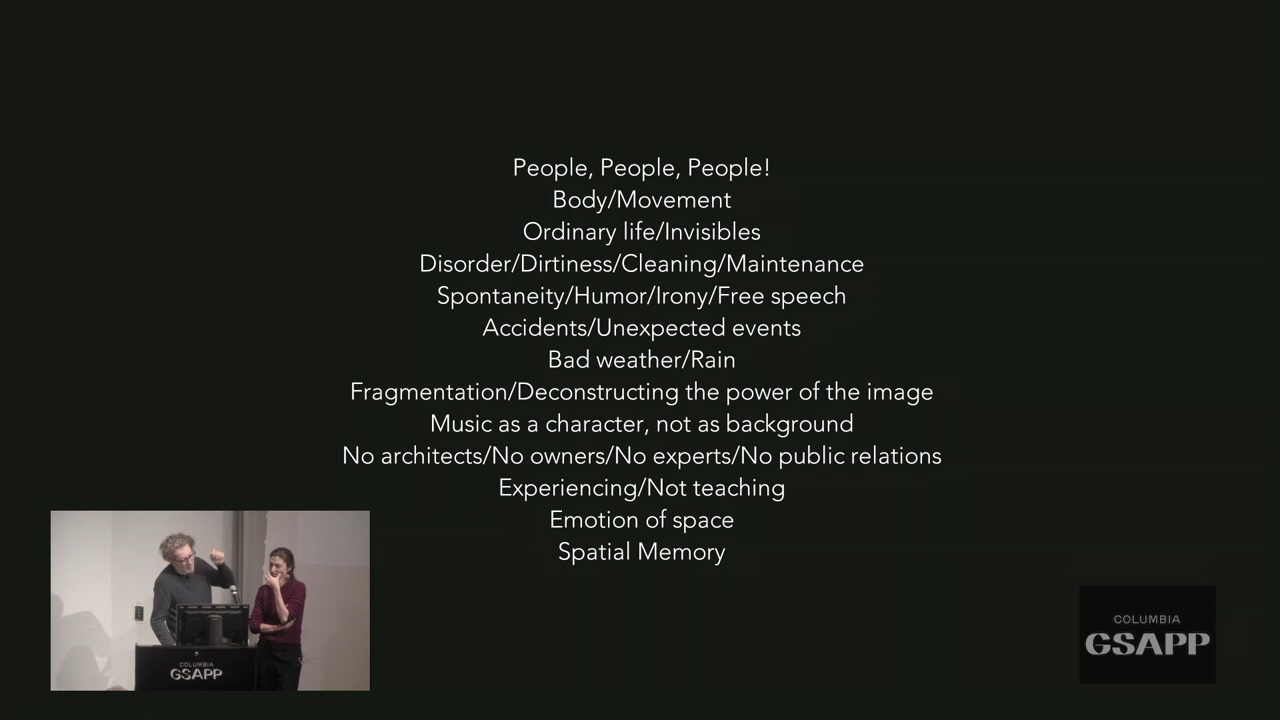 People, People, People!
Body/Movement
Ordinary life/Invisibles
Disorder/Dirtiness/Cleaning/Maintenance
Spontaneity/Humor/Irony/Free speech
Accidents/Unexpected events
Bad weather/Rain
Fragmentation/Deconstructing the power of the image
Music as a character, not as background
No architects/No owners/No experts/No public relations
Experiencing/Not teaching
Emotion of space
Spatial Memory
COLUMBIA
GSAPP
COLUMBIA
GSAPP